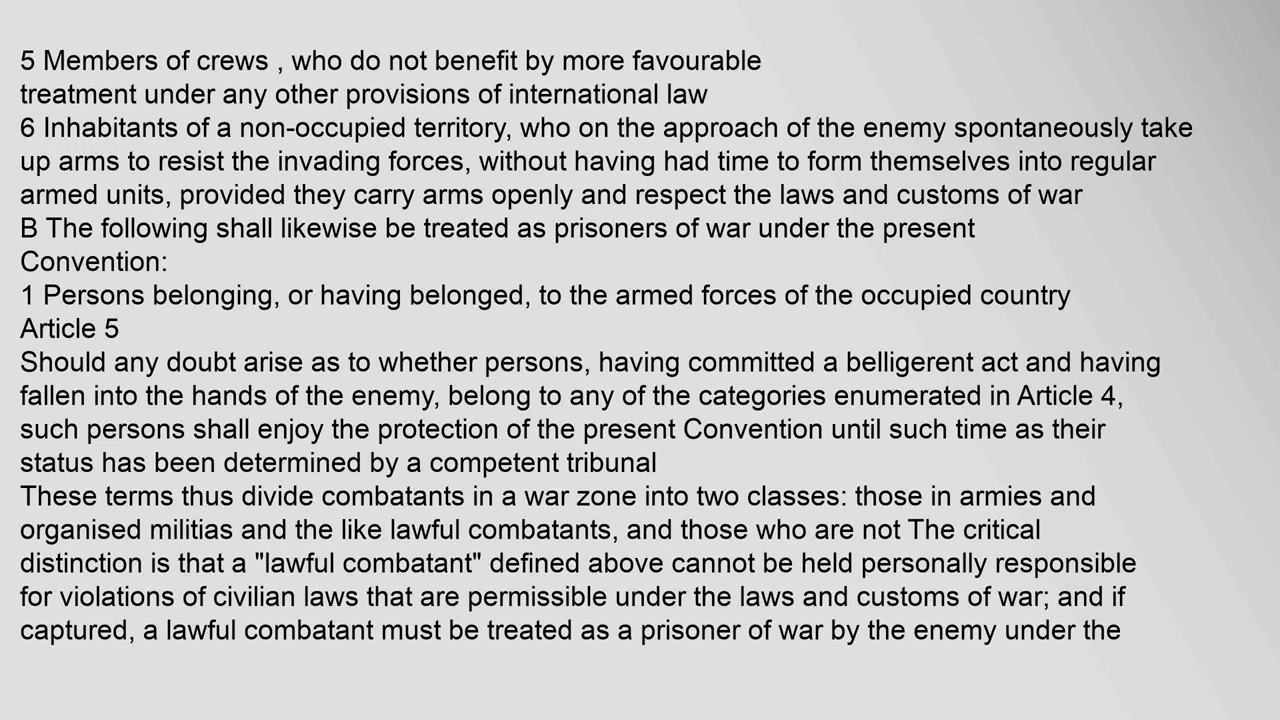 5 Members of crews , who do not benefit by more favourable
treatment under any other provisions of international law
6 Inhabitants of a non-occupied territory, who on the approach of the enemy spontaneously take
up arms to resist the invading forces, without having had time to form themselves into regular
armed units, provided they carry arms openly and respect the laws and customs of war
B The following shall likewise be treated as prisoners of war under the present
Convention:
1 Persons belonging, or having belonged, to the armed forces of the occupied country
Article 5
Should any doubt arise as to whether persons, having committed a belligerent act and having
fallen into the hands of the enemy, belong to any of the categories enumerated in Article 4,
such persons shall enjoy the protection of the present Convention until such time as their
status has been determined by a competent tribunal
These terms thus divide combatants in a war zone into two classes: those in armies and
organised militias and the like lawful combatants, and those who are not The critical
distinction is that a "lawful combatant" defined above cannot be held personally responsible
for violations of civilian laws that are permissible under the laws and customs of war; and if
captured, a lawful combatant must be treated as a prisoner of war by the enemy under the